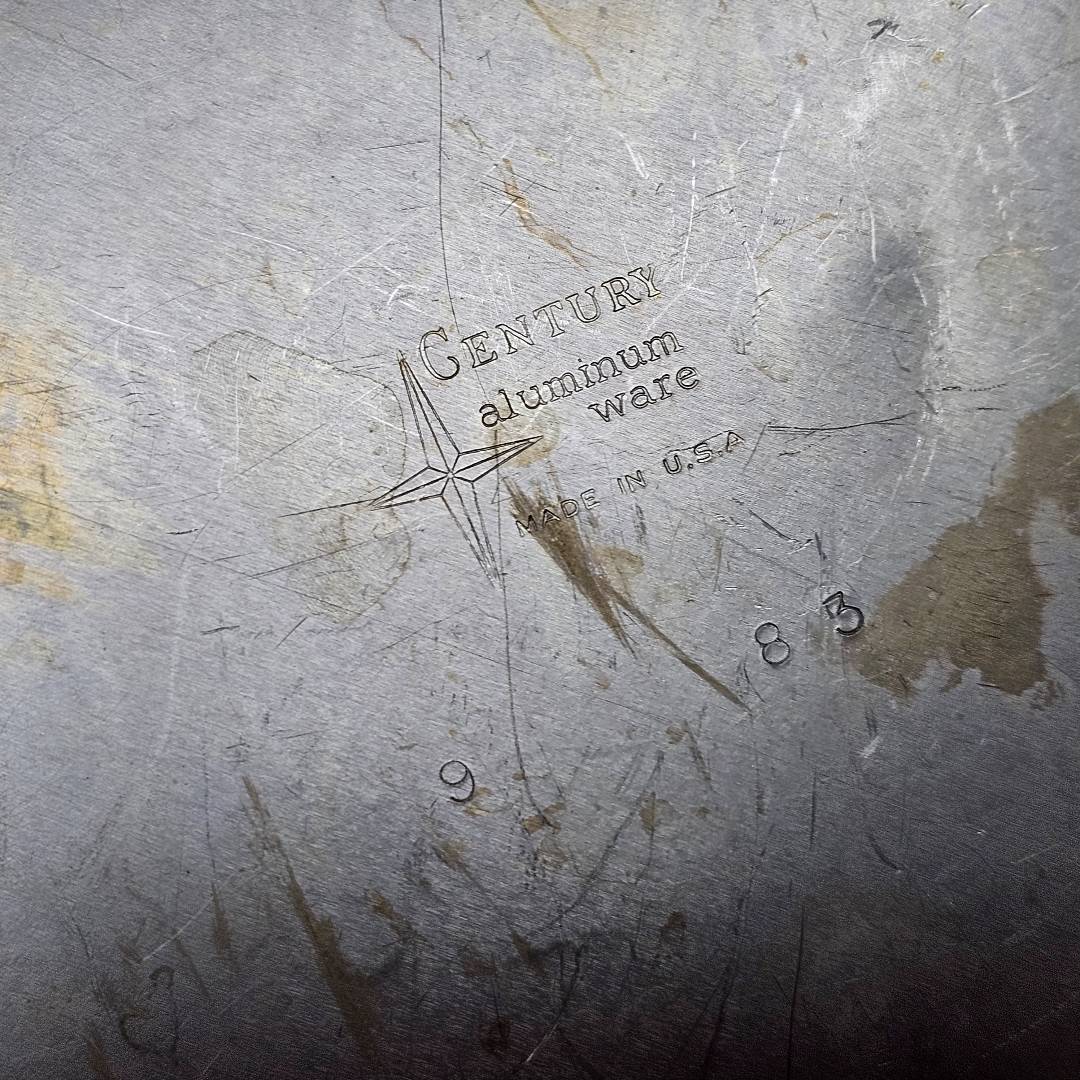 CENTURY
aluminum
ware
MADE IN U.S.A
8 3
9